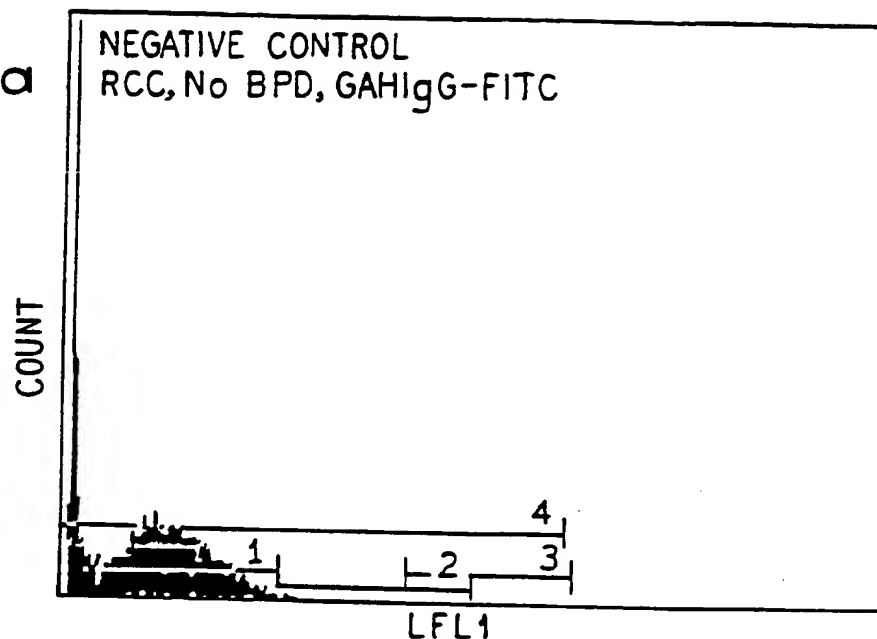 a
NEGATIVE CONTROL
RCC, No BPD, GAHIgG-FITC
COUNT
4
1
2
3
LFL1